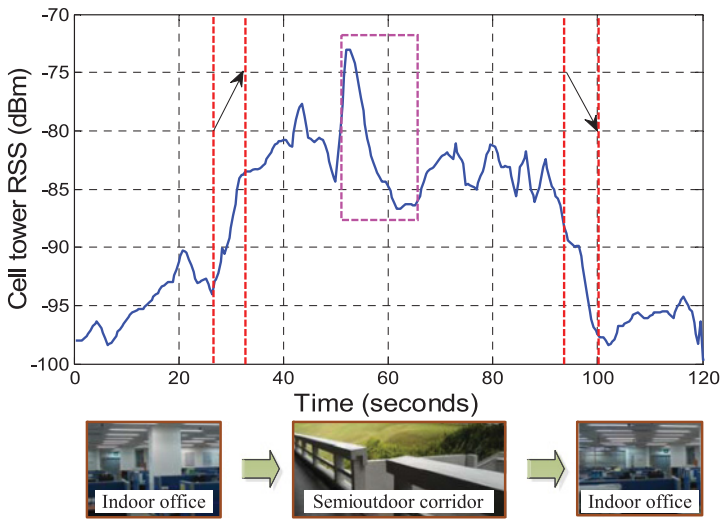 -70
-75
-80
-85
-90
-95
-100
Cell tower RSS (dBm)
0 20 40 60 80 100 120
Time (seconds)
Indoor office
Semioutdoor corridor
Indoor office